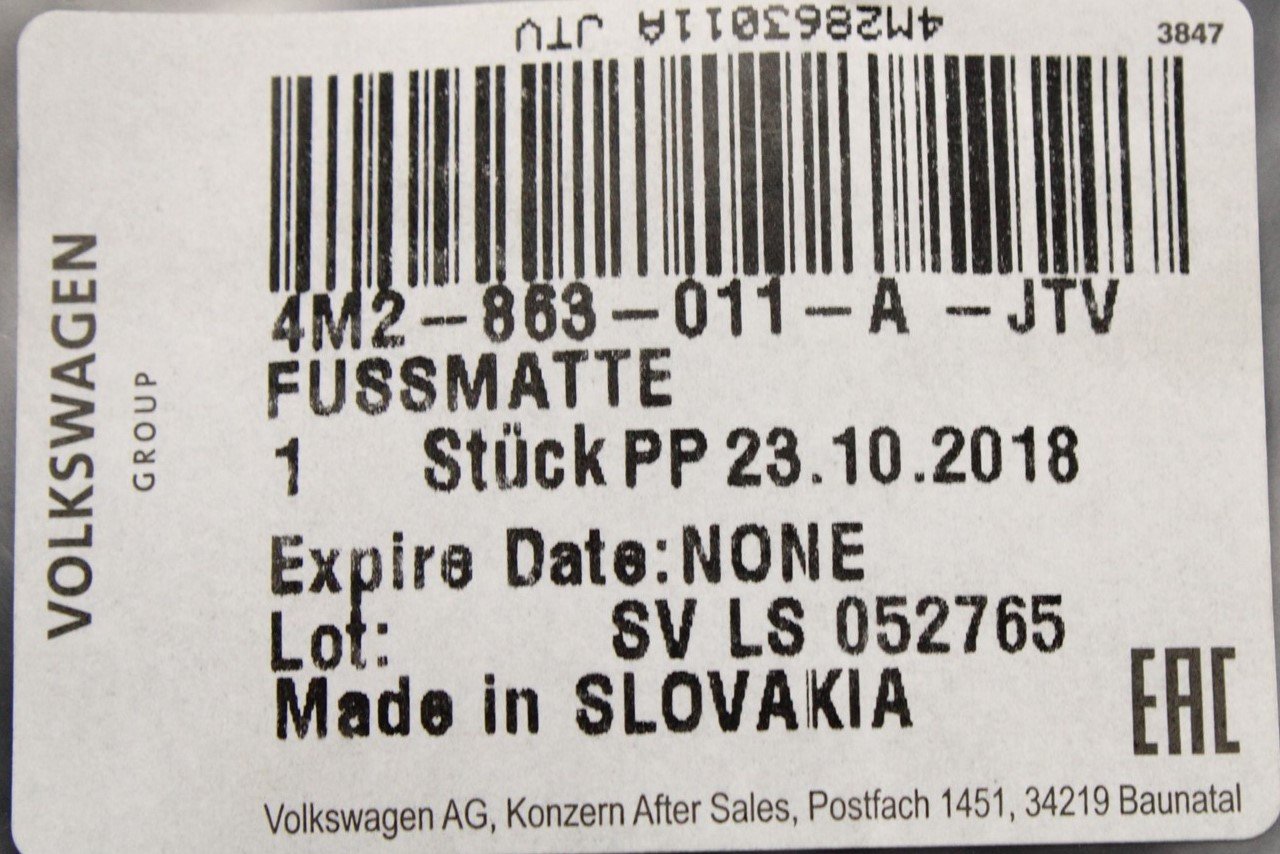 4M2863011A JTV
3847
4M2-863-011-A -JTV
FUSSMATTE
1 Stück PP 23.10.2018
Expire Date:NONE
Lot: SV LS 052765
Made in SLOVAKIA
EAC
Volkswagen AG, Konzern After Sales, Postfach 1451, 34219 Baunatal
VOLKSWAGEN
GROUP